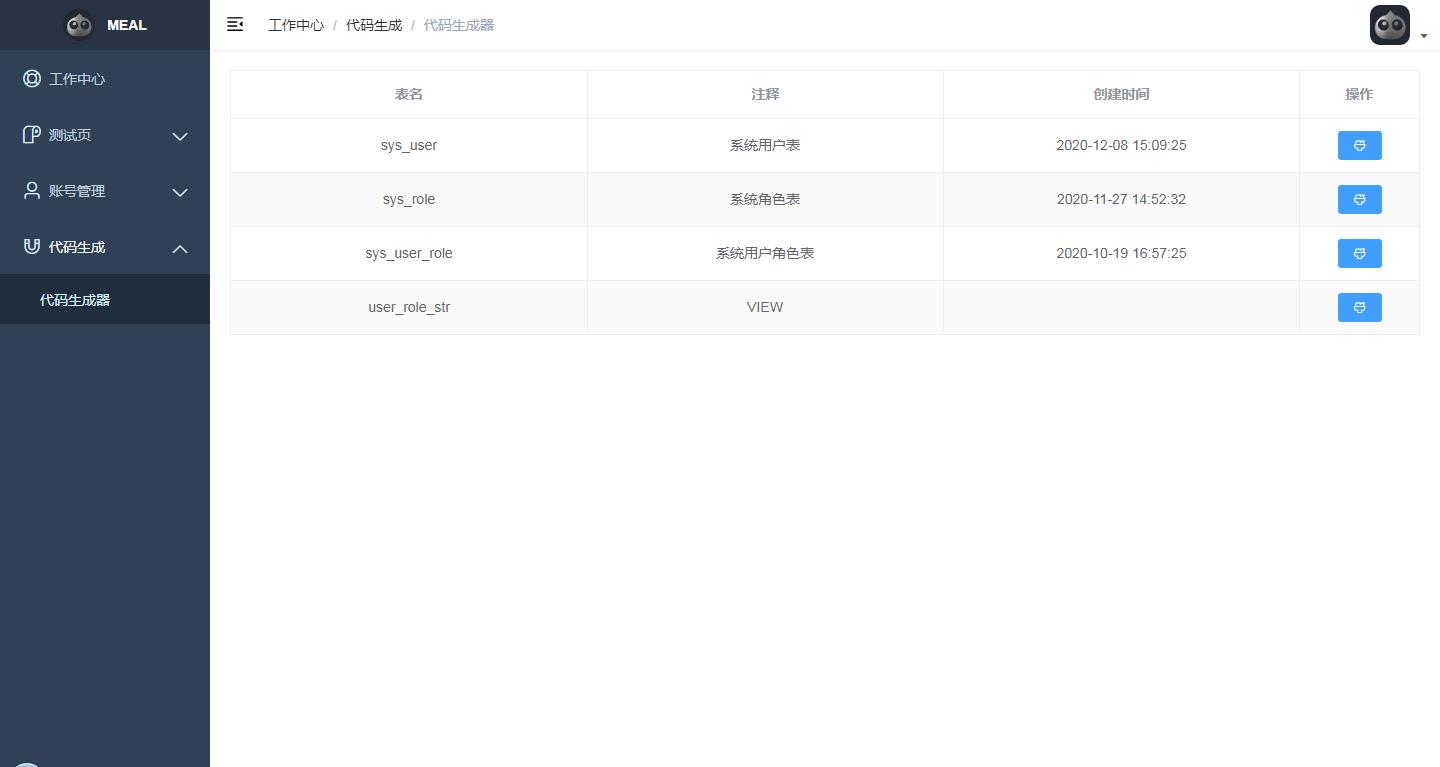 MEAL
工作中心 / 代码生成 / 代码生成器
工作中心
测试页
账号管理
代码生成
代码生成器
表名 注释 创建时间 操作
sys_user 系统用户表 2020-12-08 15:09:25
sys_role 系统角色表 2020-11-27 14:52:32
sys_user_role 系统用户角色表 2020-10-19 16:57:25
user_role_str VIEW